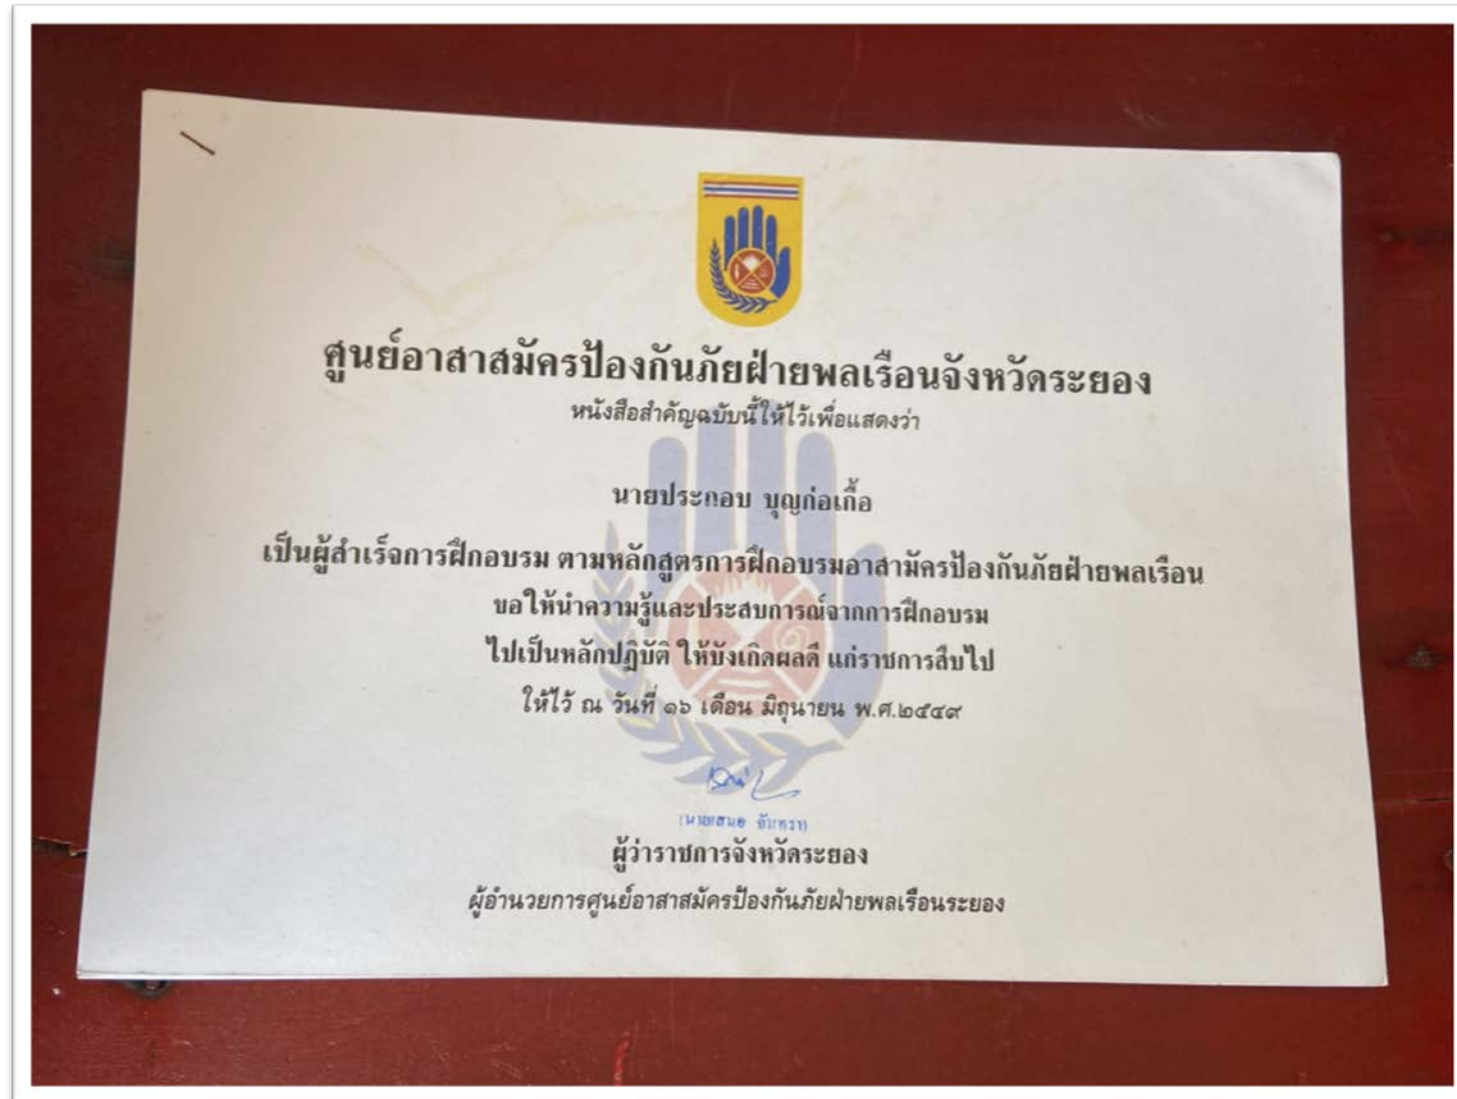 ศูนย์อาสาสมัครป้องกันภัยฝ่ายพลเรือนจังหวัดระยอง
หนังสือสำคัญฉบับนี้ให้ไว้เพื่อแสดงว่า
นายประกอบ บุญก่อเกื้อ
เป็นผู้สำเร็จการฝึกอบรม ตามหลักสูตรการฝึกอบรมอาสามัครป้องกันภัยฝ่ายพลเรือน
ขอให้นำความรู้และประสบการณ์จากการฝึกอบรม
ไปเป็นหลักปฏิบัติ ให้บังเกิดผลดี แก่ราชการสืบไป
ให้ไว้ ณ วันที่ ๑๖ เดือน มิถุนายน พ.ศ.๒๕๔๙
(นายเสนอ จันทรา)
ผู้ว่าราชการจังหวัดระยอง
ผู้อำนวยการศูนย์อาสาสมัครป้องกันภัยฝ่ายพลเรือนระยอง